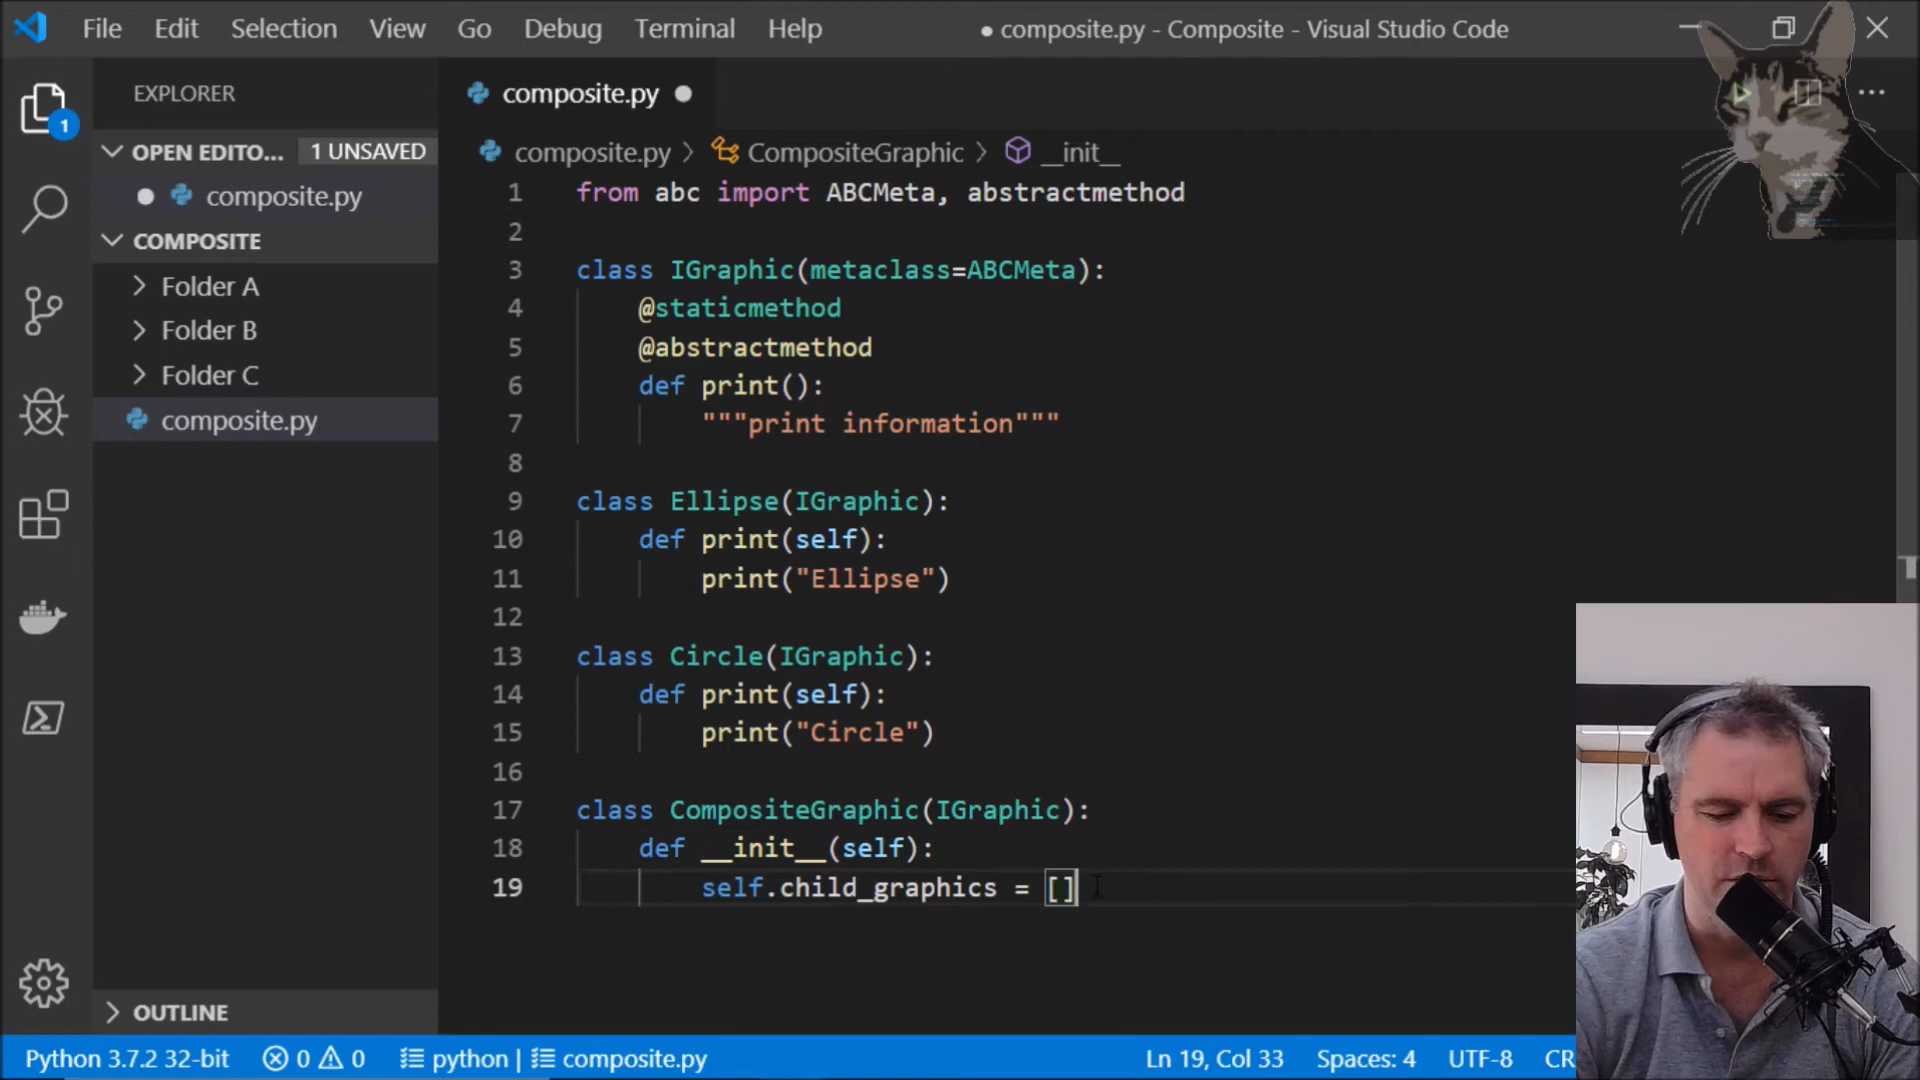 File Edit Selection View Go Debug Terminal Help ● composite.py - Composite - Visual Studio Code
EXPLORER
composite.py
1
OPEN EDITO... 1 UNSAVED
composite.py > CompositeGraphic > __init__
composite.py
COMPOSITE
Folder A
Folder B
Folder C
composite.py
1 from abc import ABCMeta, abstractmethod
2
3 class IGraphic(metaclass=ABCMeta):
4 @staticmethod
5 @abstractmethod
6 def print():
7 """print information"""
8
9 class Ellipse(IGraphic):
10 def print(self):
11 print("Ellipse")
12
13 class Circle(IGraphic):
14 def print(self):
15 print("Circle")
16
17 class CompositeGraphic(IGraphic):
18 def __init__(self):
19 self.child_graphics = []
OUTLINE
Python 3.7.2 32-bit 0 0 python | composite.py Ln 19, Col 33 Spaces: 4 UTF-8 CR